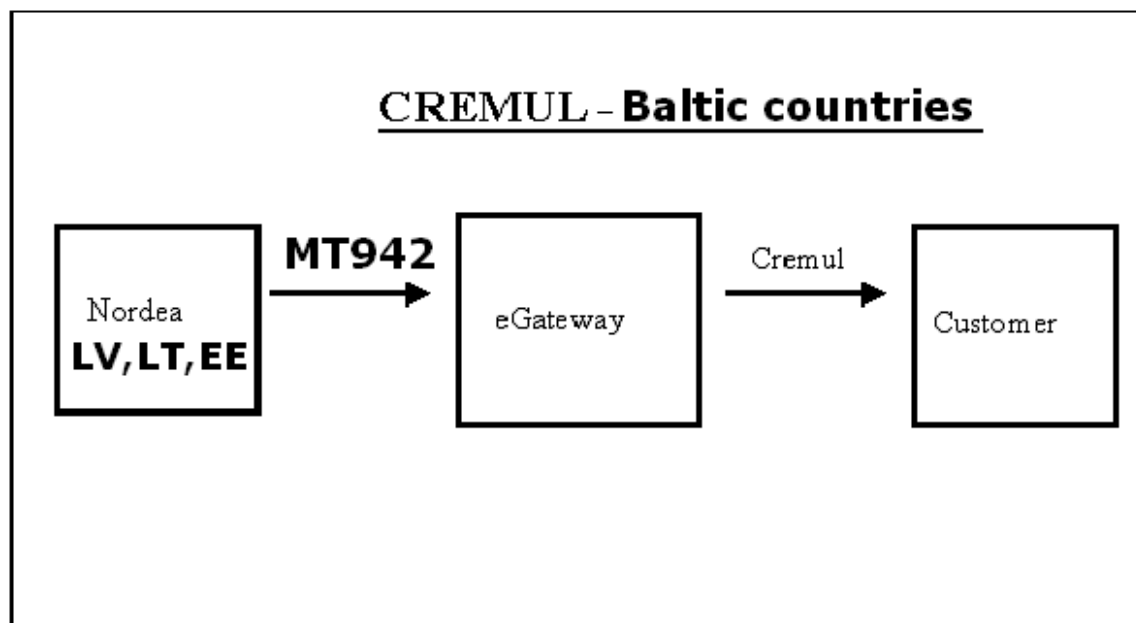 CREMUL - Baltic countries
MT942
Cremul
Nordea
LV, LT, EE
eGateway
Customer